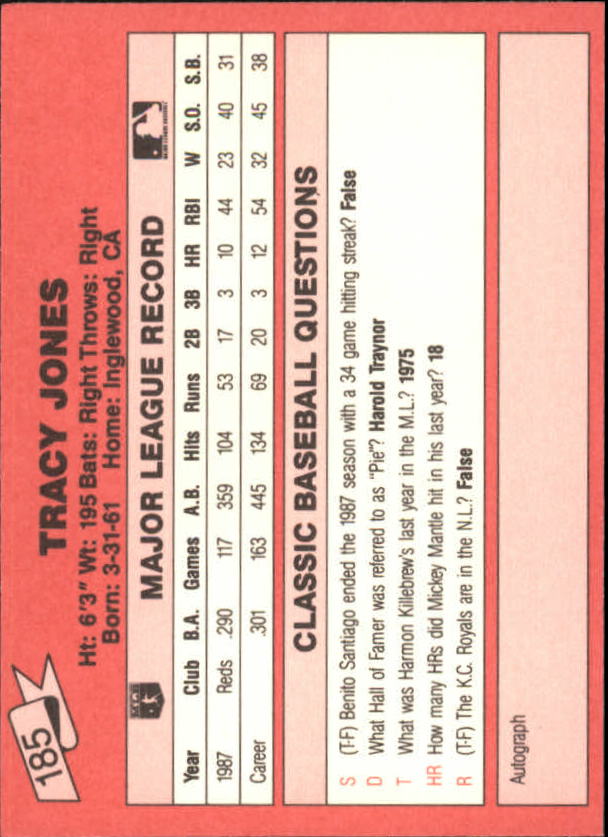 185
TRACY JONES
Ht: 6'3" Wt: 195 Bats: Right Throws: Right
Born: 3-31-61 Home: Inglewood, CA
MAJOR LEAGUE RECORD
Year Club B.A. Games A.B. Hits Runs 2B 3B HR RBI W S.O. S.B.
1987 Reds .290 117 359 104 53 17 3 10 44 23 40 31
Career .301 163 445 134 69 20 3 12 54 32 45 38
CLASSIC BASEBALL QUESTIONS
S (T-F) Benito Santiago ended the 1987 season with a 34 game hitting streak? False
D What Hall of Famer was referred to as "Pie"? Harold Traynor
T What was Harmon Killebrew's last year in the M.L.? 1975
HR How many HRs did Mickey Mantle hit in his last year? 18
R (T-F) The K.C. Royals are in the N.L.? False
Autograph